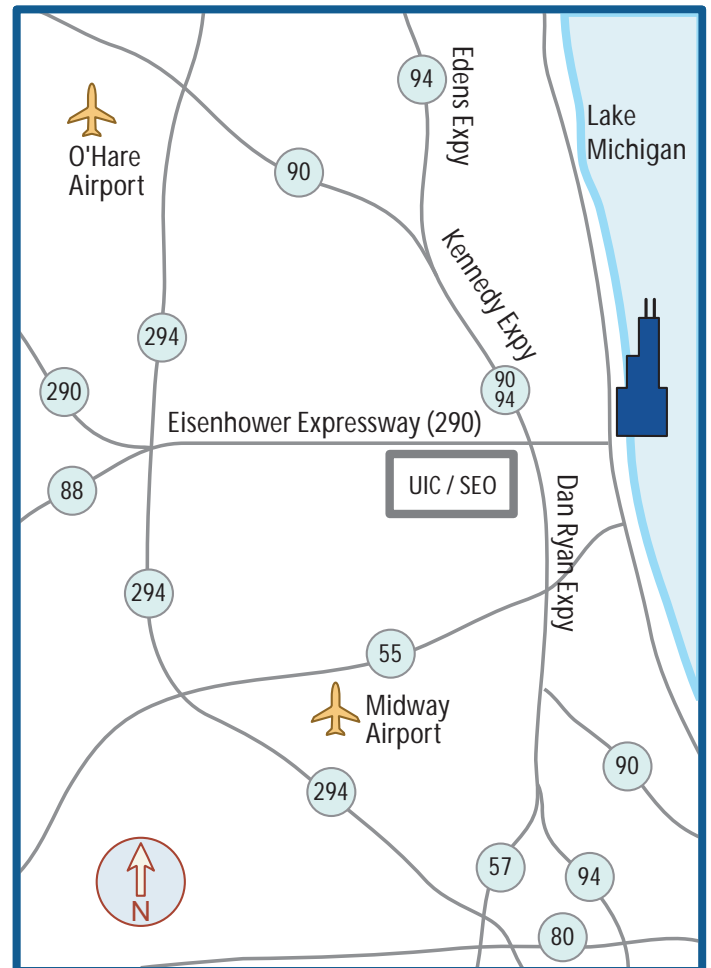 94
Edens Expy
Lake
Michigan
O'Hare
Airport
90
Kennedy Expy
294
290
90
94
Eisenhower Expressway (290)
88
UIC / SEO
Dan Ryan Expy
294
55
Midway
Airport
90
294
57
94
N
80